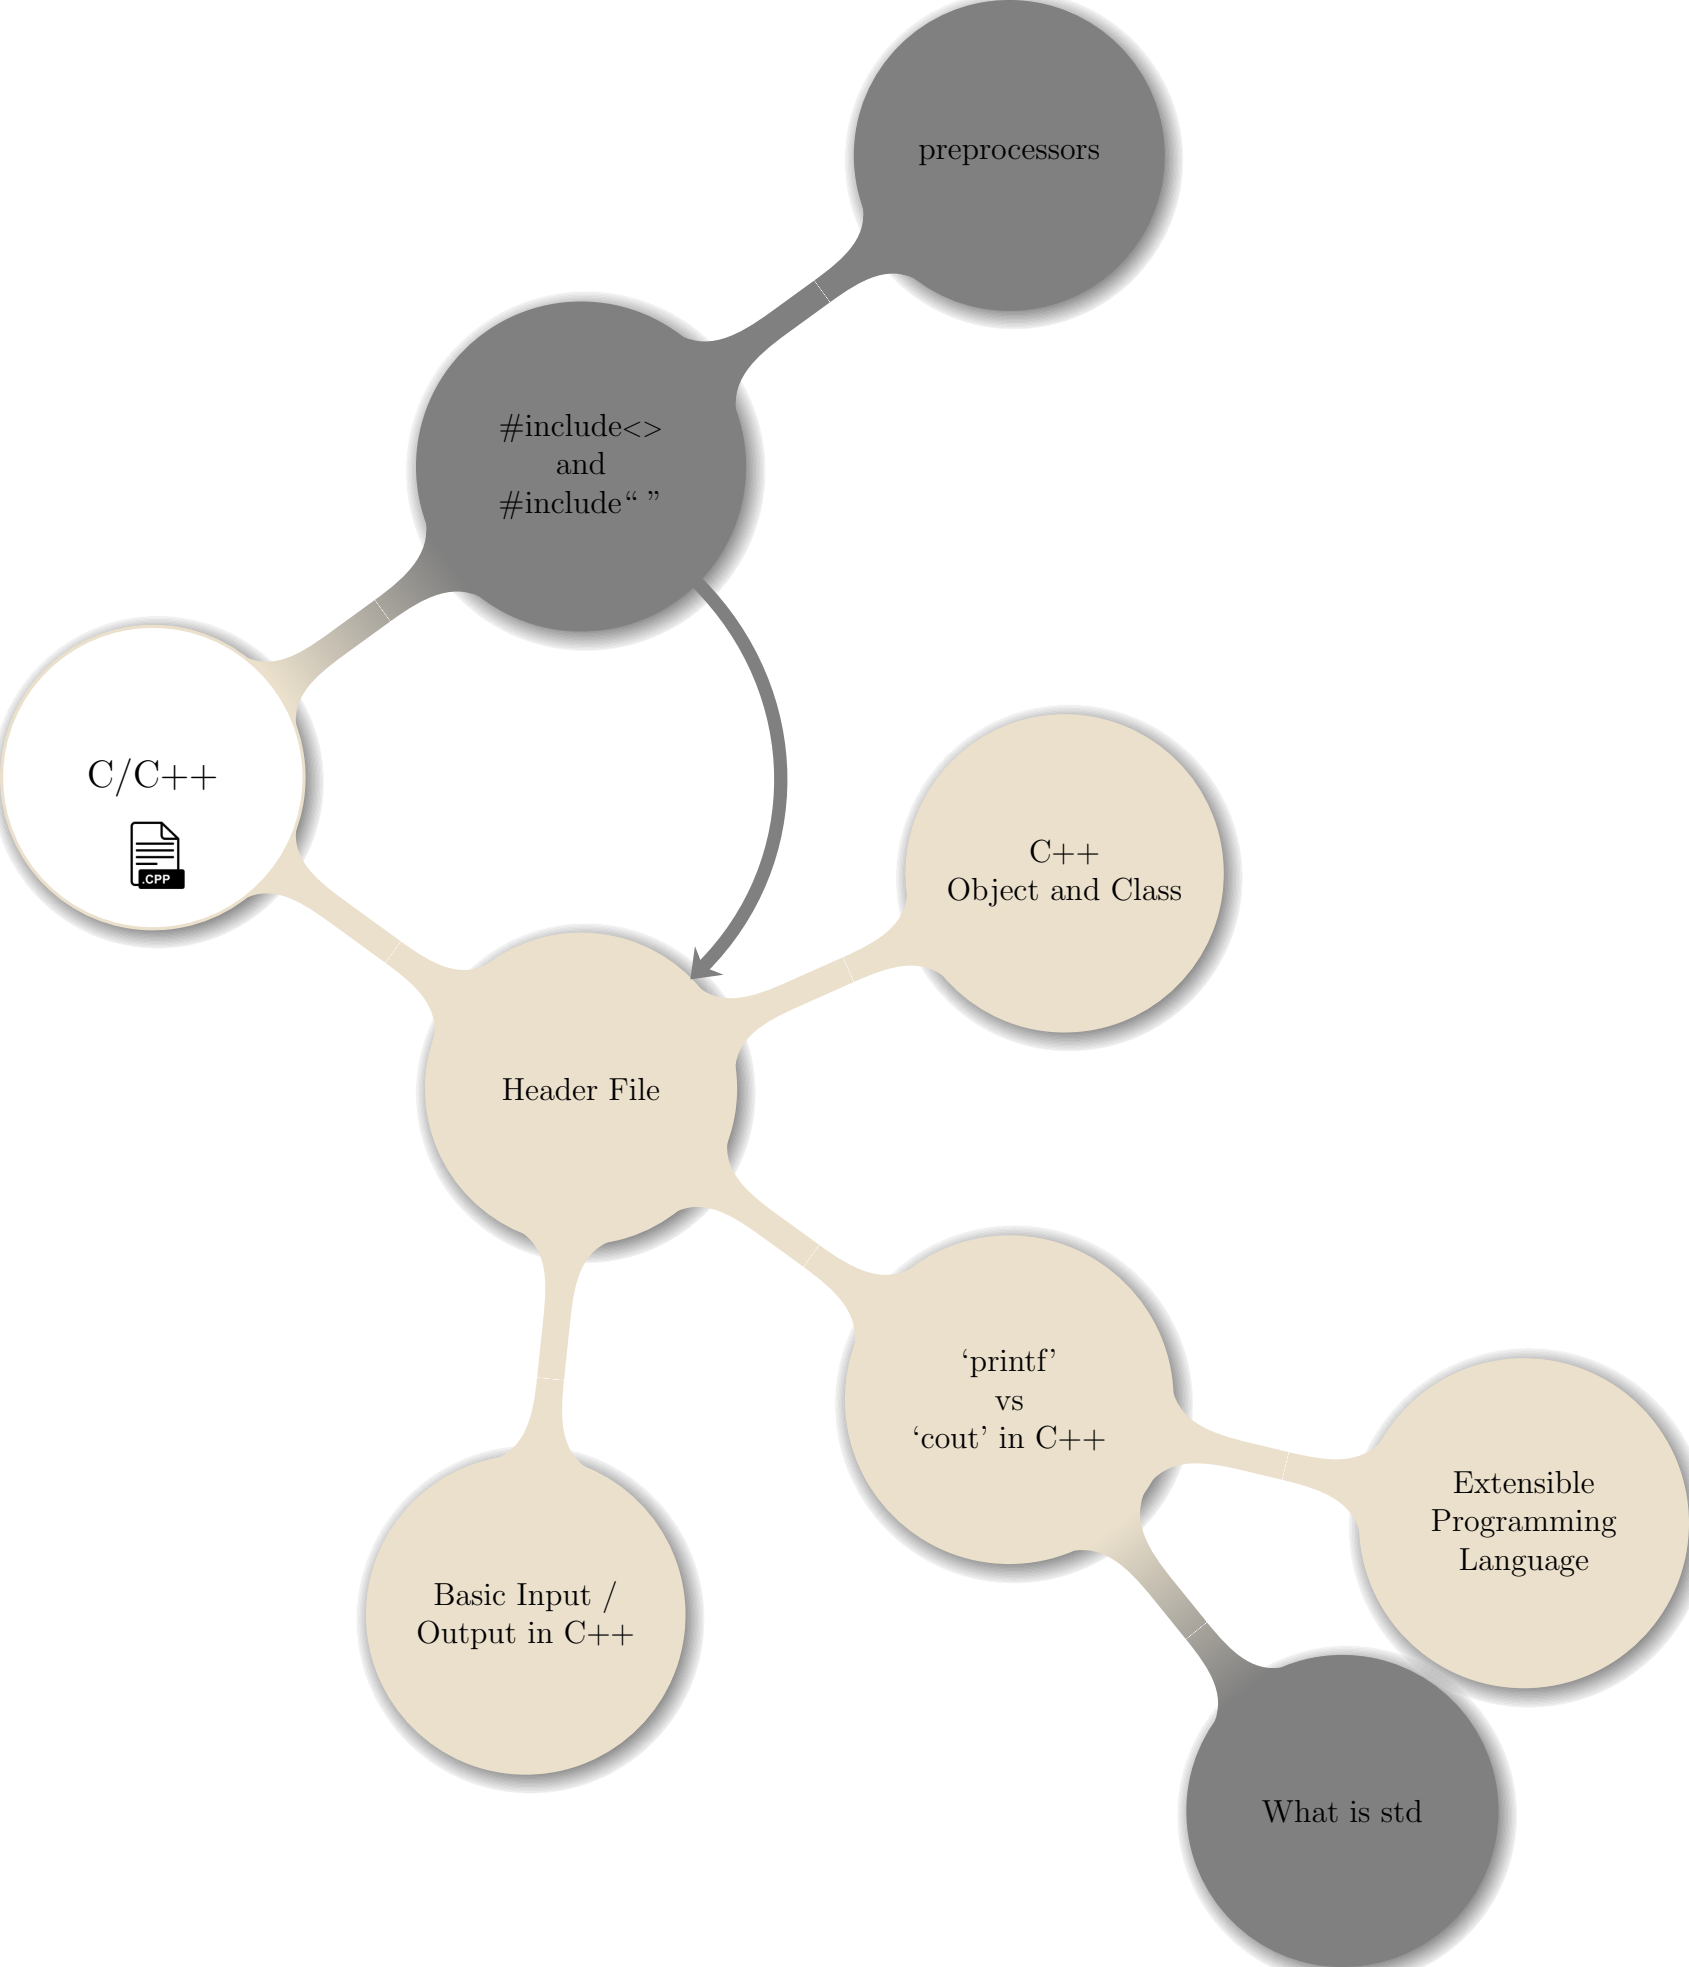 preprocessors
#include<>
and
#include“ ”
C/C++
.CPP
C++
Object and Class
Header File
‘printf’
vs
‘cout’ in C++
Extensible
Programming
Language
Basic Input /
Output in C++
What is std